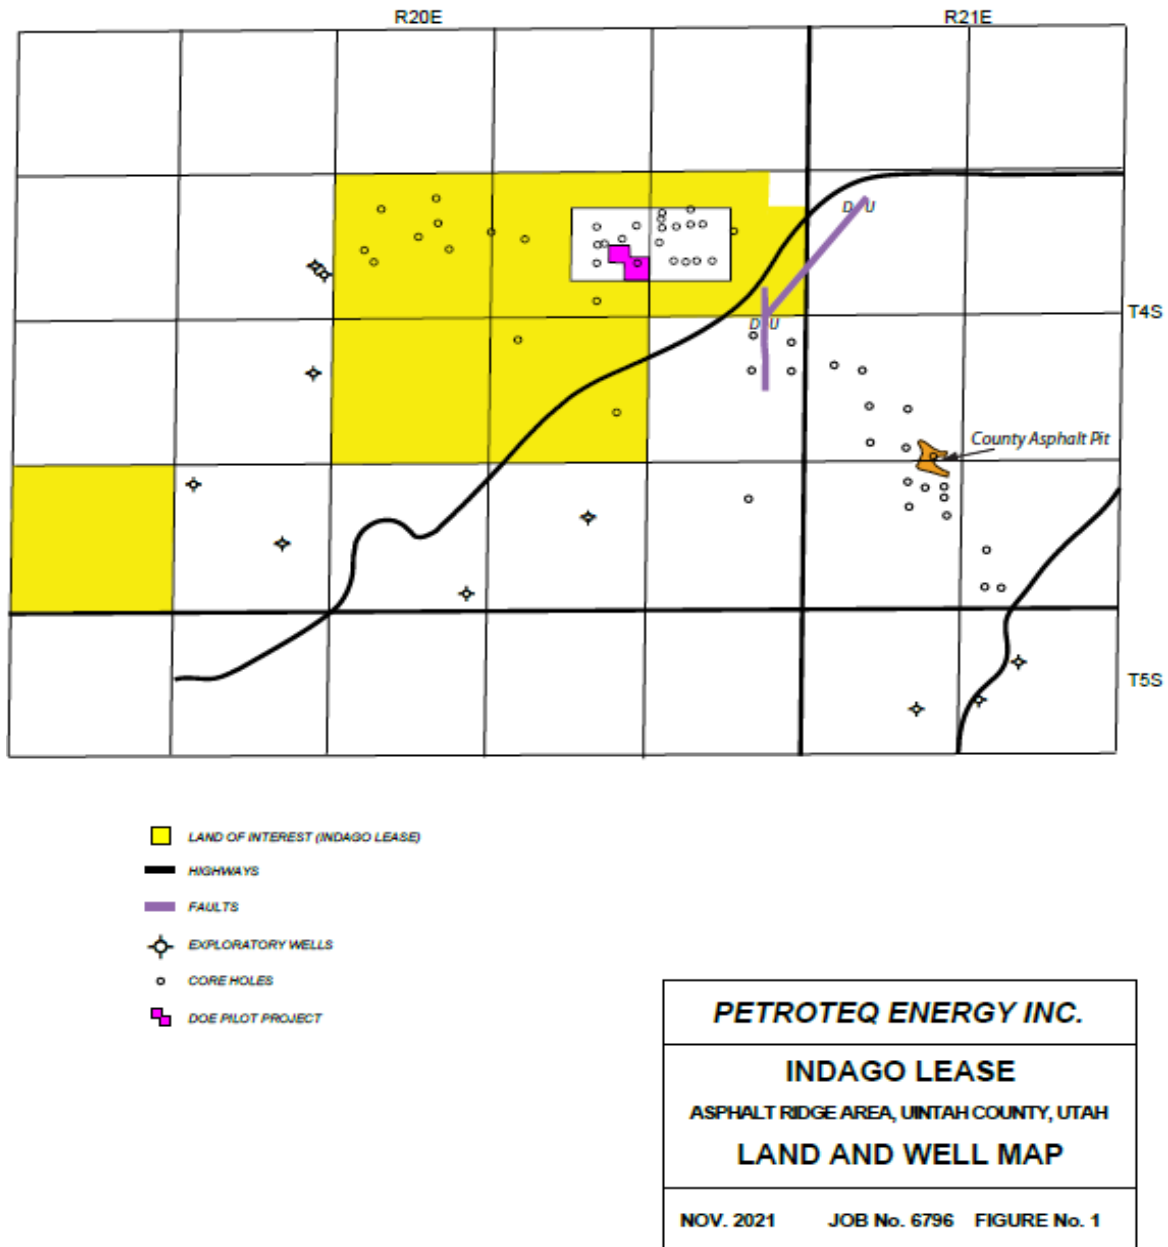 R20E R21E
D U
T4S
D U
County Asphalt Pit
T5S
LAND OF INTEREST (INDAGO LEASE)
HIGHWAYS
FAULTS
EXPLORATORY WELLS
CORE HOLES
DOE PILOT PROJECT
PETROTEQ ENERGY INC.
INDAGO LEASE
ASPHALT RIDGE AREA, UINTAH COUNTY, UTAH
LAND AND WELL MAP
NOV. 2021 JOB No. 6796 FIGURE No. 1